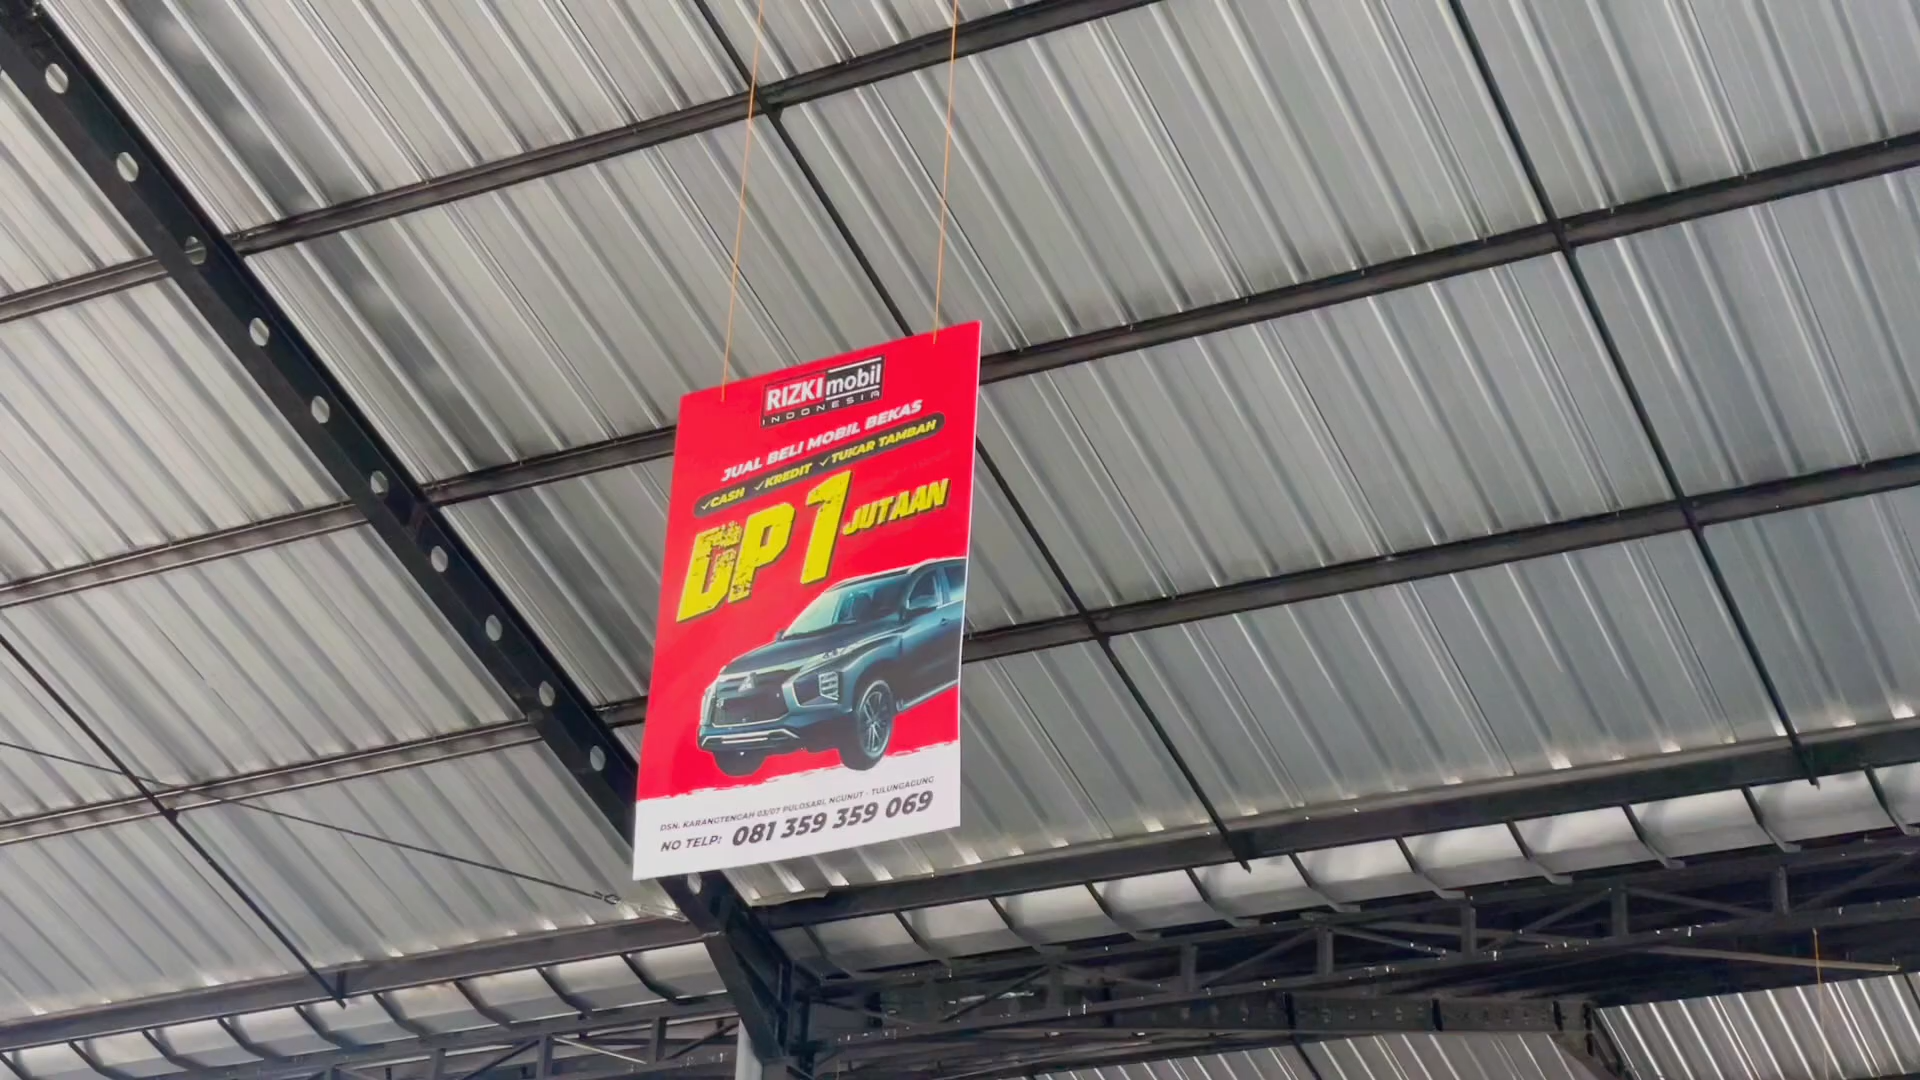 RIZKI mobil
INDONESIA
JUAL BELI MOBIL BEKAS
✓CASH ✓KREDIT ✓TUKAR TAMBAH
DP 1 JUTAAN
DSN. KARANGTENGAH 03/07 PULOSARI, NGUNUT - TULUNGAGUNG
NO TELP: 081 359 359 069